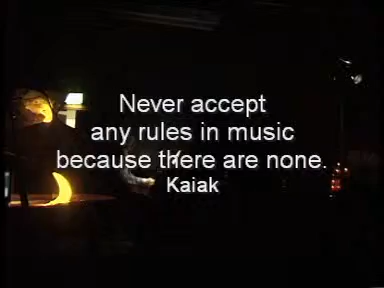 Never accept
any rules in music
because there are none.
Kaiak